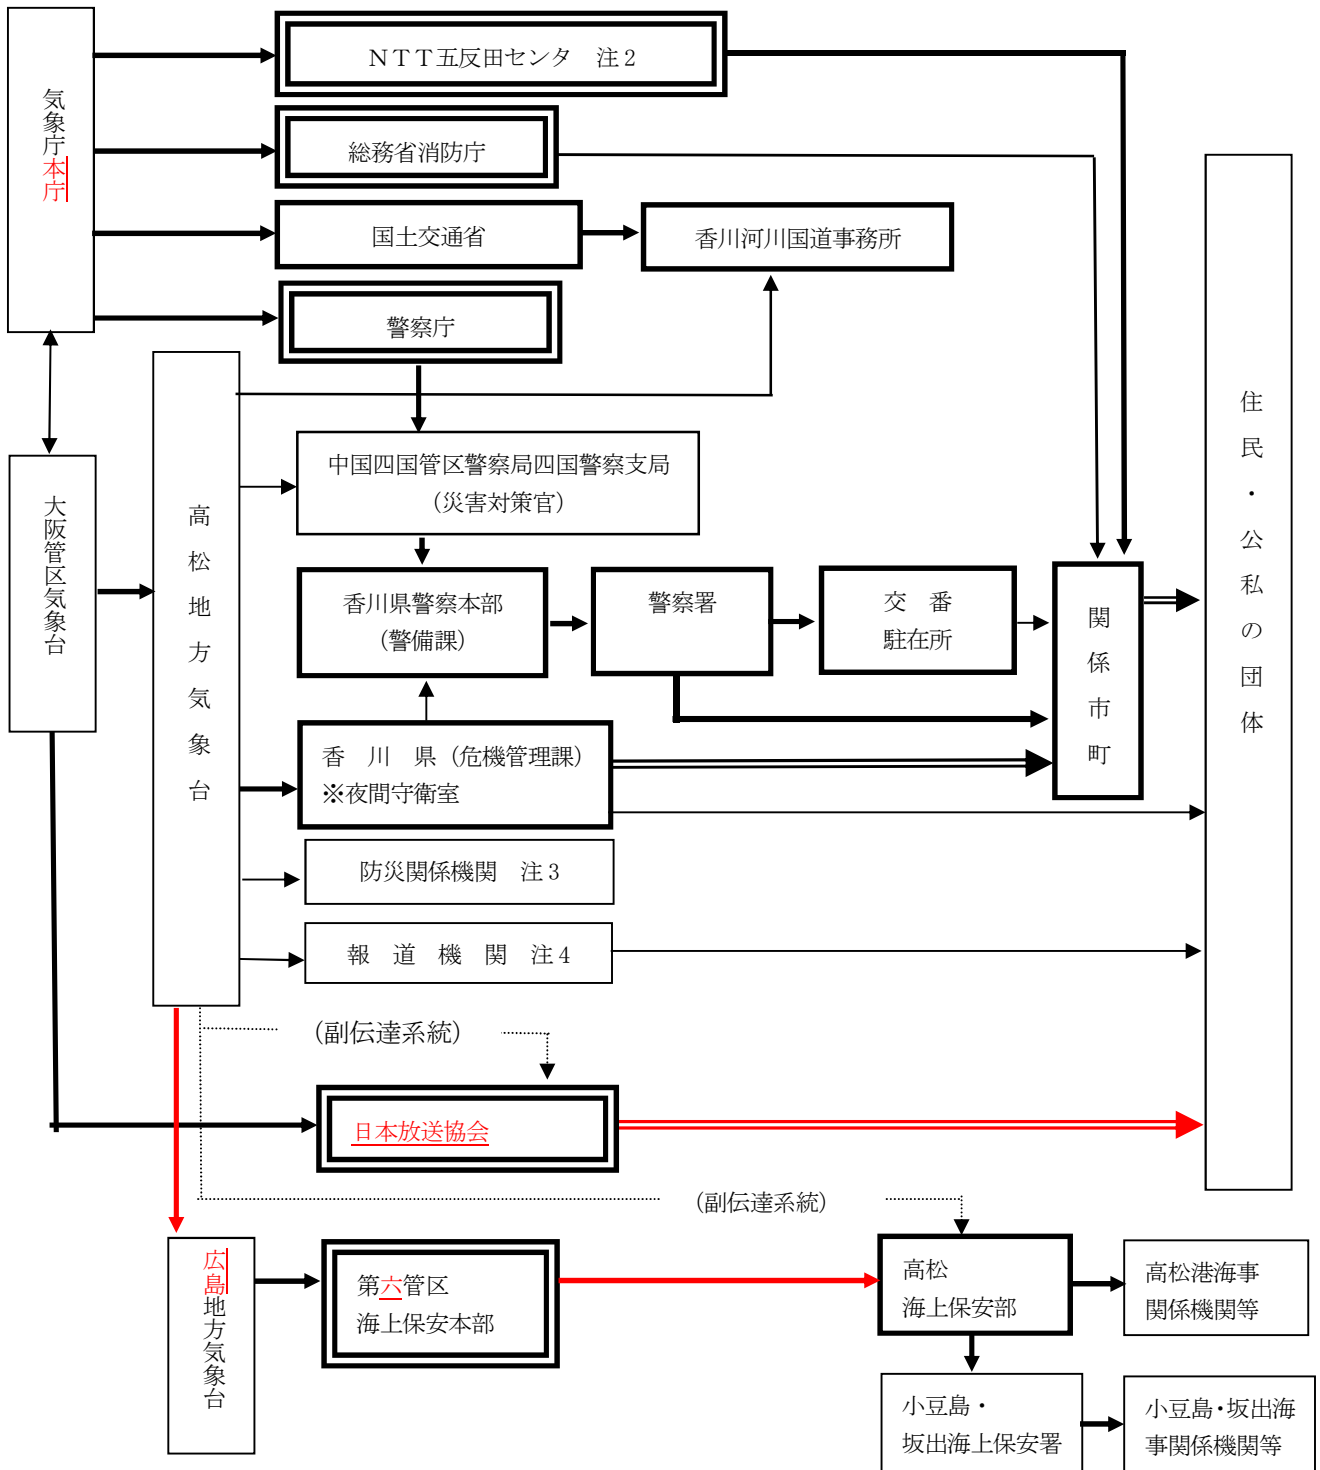 気象庁本庁
NTT五反田センタ　注2
総務省消防庁
国土交通省
香川河川国道事務所
警察庁
大阪管区気象台
高松地方気象台
中国四国管区警察局四国警察支局
(災害対策官)
香川県警察本部
(警備課)
警察署
交　番
駐在所
関係市町
住民・公私の団体
香　川　県（危機管理課）
※夜間守衛室
防災関係機関　注3
報　道　機　関　注4
(副伝達系統)
日本放送協会
(副伝達系統)
広島地方気象台
第六管区
海上保安本部
高松
海上保安部
高松港海事
関係機関等
小豆島・
坂出海上保安署
小豆島・坂出海
事関係機関等